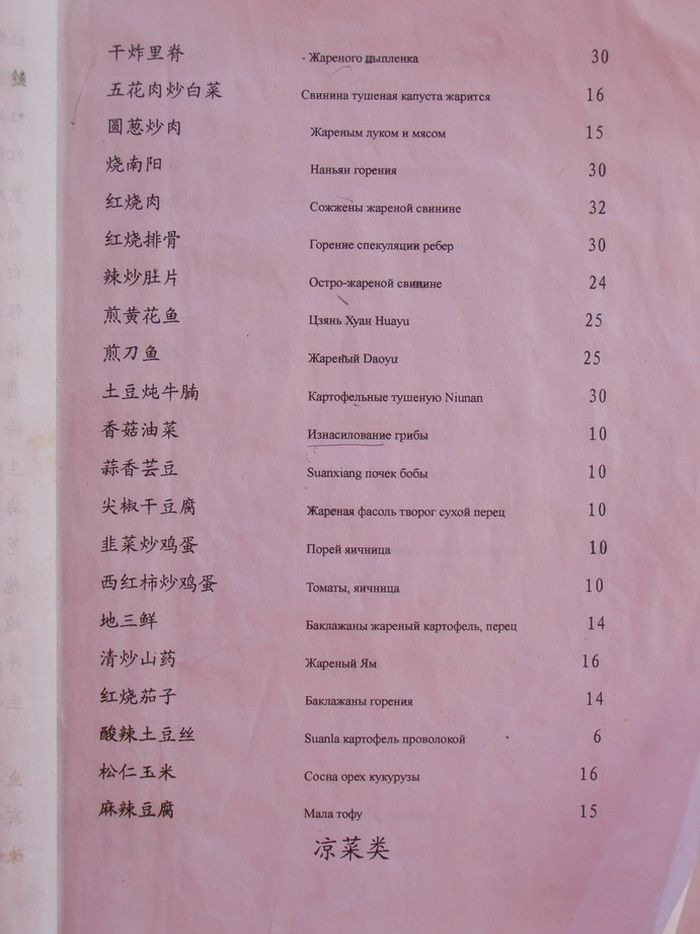 干炸里脊 - Жареного цыпленка 30
五花肉炒白菜 Свинина тушеная капуста жарится 16
圆葱炒肉 Жареным луком и мясом 15
烧南阳 Наньян горения 30
红烧肉 Сожжены жареной свинине 32
红烧排骨 Горение спекуляции ребер 30
辣炒肚片 Остро-жареной свинине 24
煎黄花鱼 Цзянь Хуан Huayu 25
煎刀鱼 Жареный Daoyu 25
土豆炖牛腩 Картофельные тушеную Niunan 30
香菇油菜 Изнасилование грибы 10
蒜香芸豆 Suanxiang почек бобы 10
尖椒干豆腐 Жареная фасоль творог сухой перец 10
韭菜炒鸡蛋 Порей яичница 10
西红柿炒鸡蛋 Томаты, яичница 10
地三鲜 Баклажаны жареный картофель, перец 14
清炒山药 Жареный Ям 16
红烧茄子 Баклажаны горения 14
酸辣土豆丝 Suanla картофель проволокой 6
松仁玉米 Сосна орех кукурузы 16
麻辣豆腐 Мала тофу 15
凉菜类